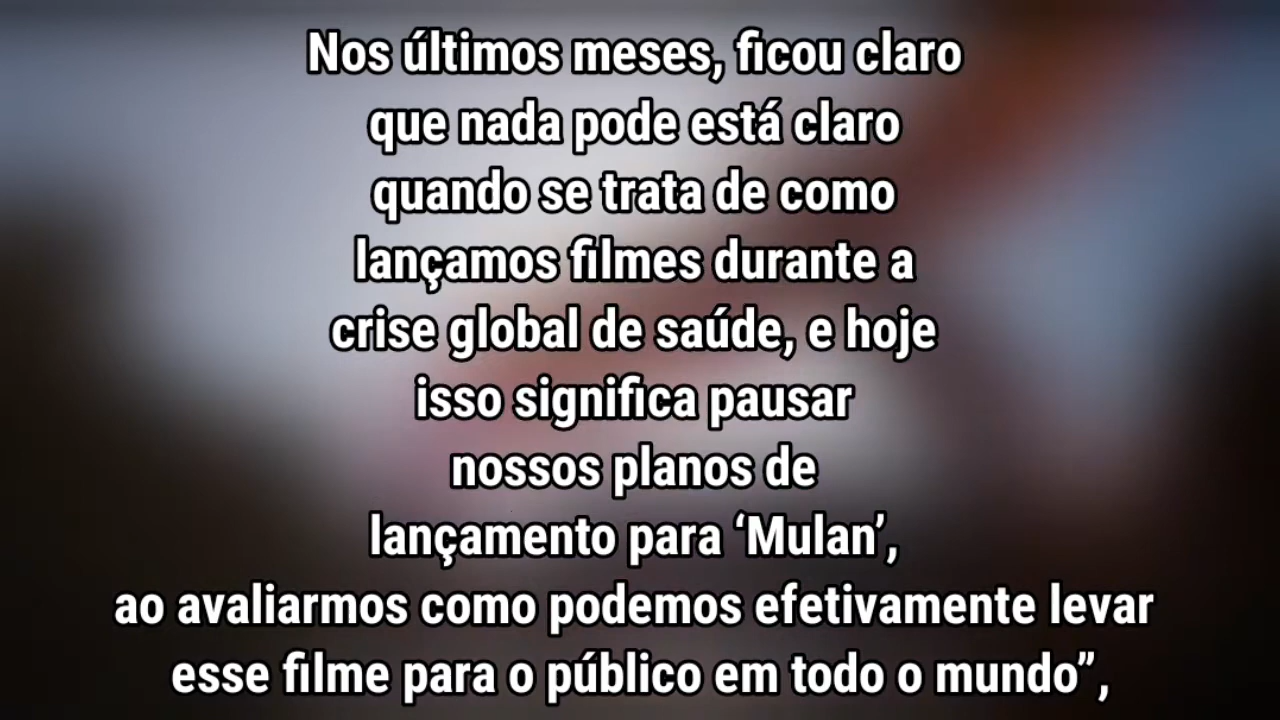 Nos últimos meses, ficou claro
que nada pode está claro
quando se trata de como
lançamos filmes durante a
crise global de saúde, e hoje
isso significa pausar
nossos planos de
lançamento para ‘Mulan’,
ao avaliarmos como podemos efetivamente levar
esse filme para o público em todo o mundo”,